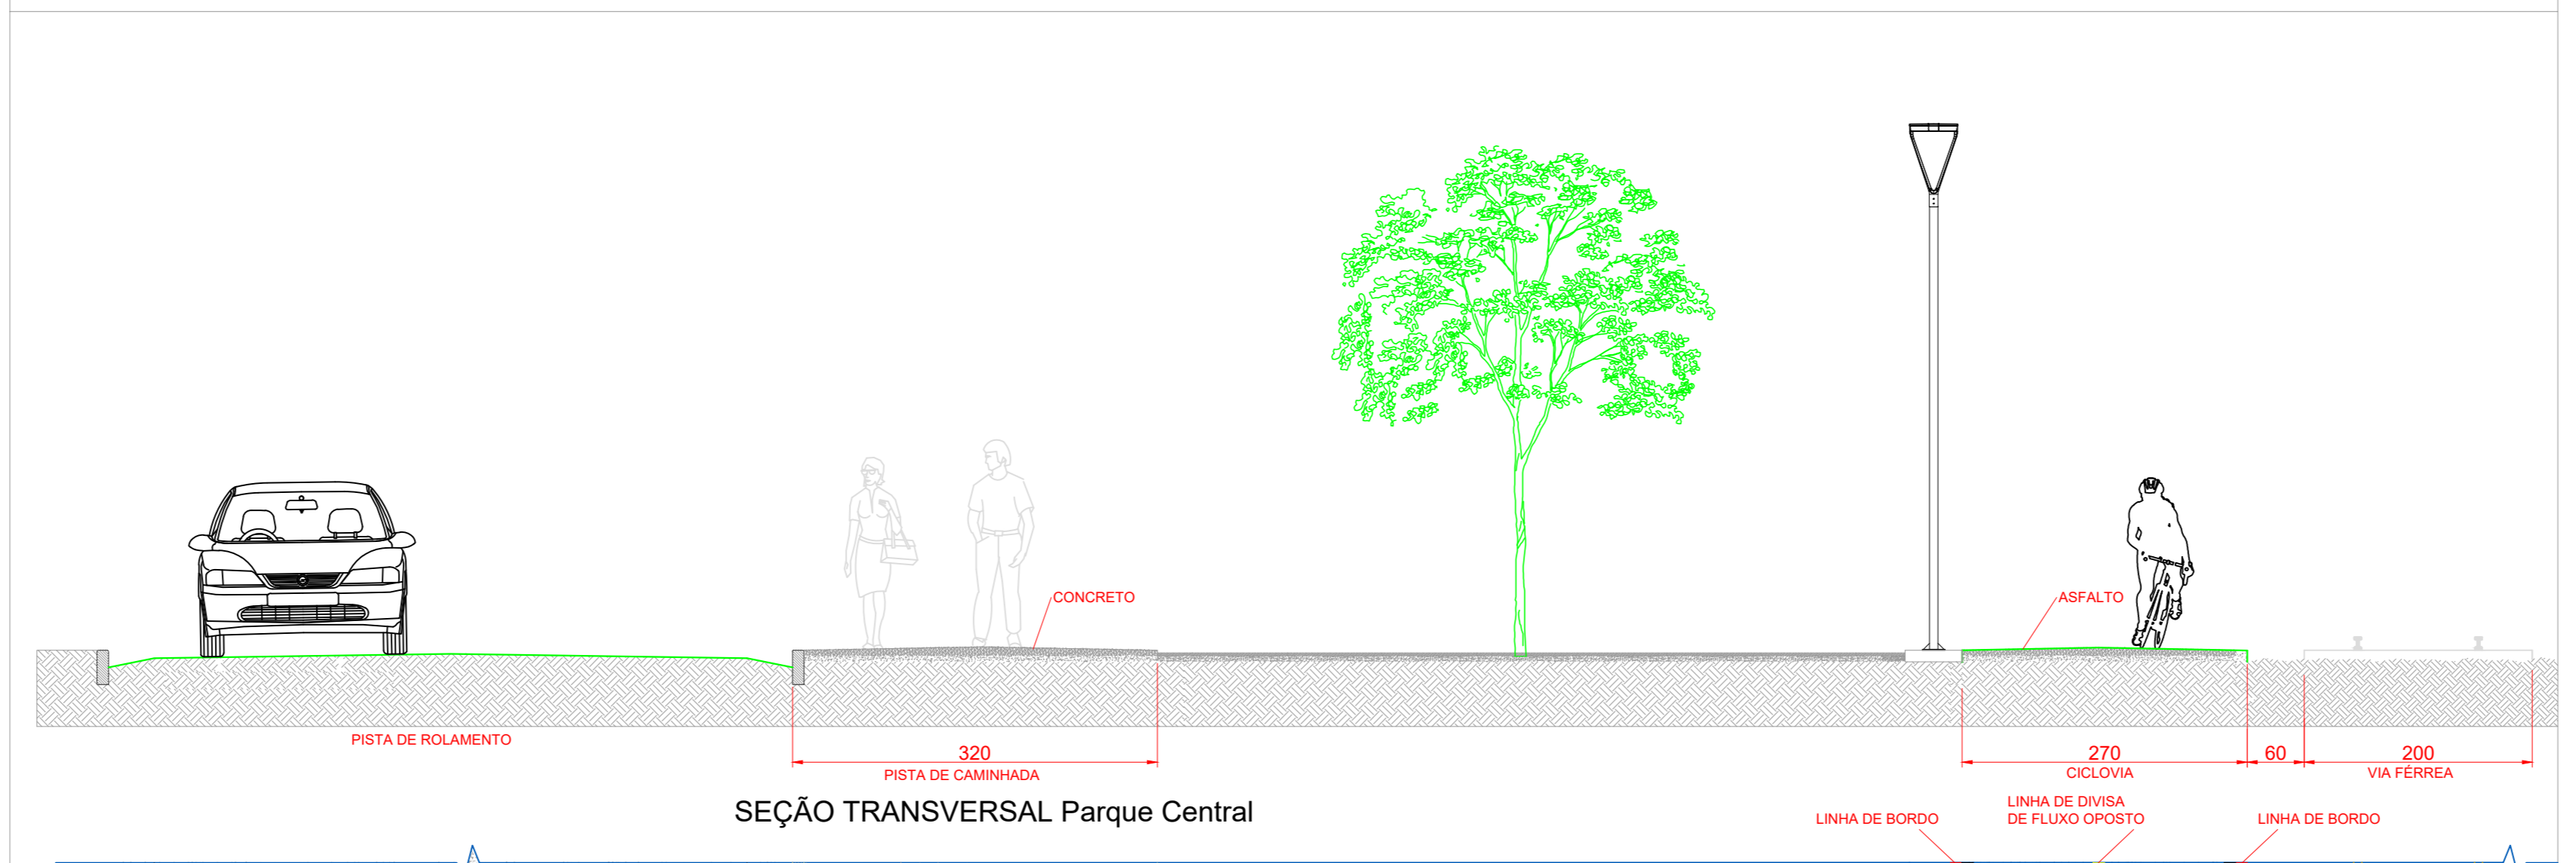 CONCRETO
ASFALTO
PISTA DE ROLAMENTO
320
PISTA DE CAMINHADA
270
CICLOVIA
60
200
VIA FÉRREA
SEÇÃO TRANSVERSAL Parque Central
LINHA DE BORDO
LINHA DE DIVISA
DE FLUXO OPOSTO
LINHA DE BORDO